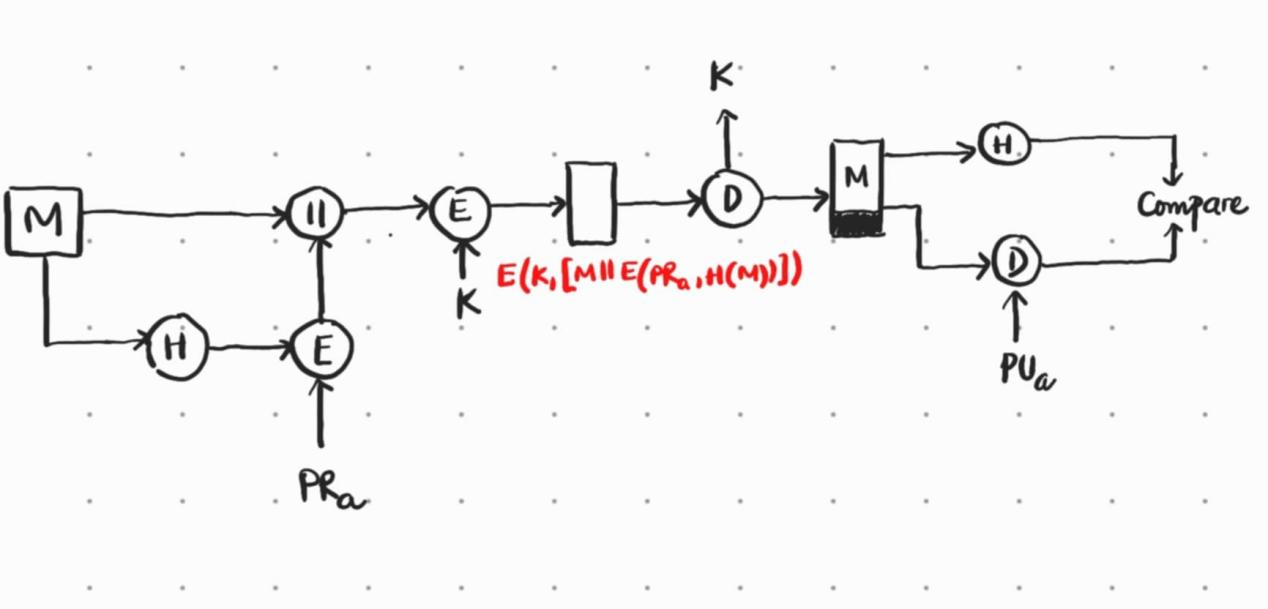 K
M
||
E
D
M
H
Compare
E(K,[M||E(PRa,H(M))])
K
H
E
D
PUa
PRa